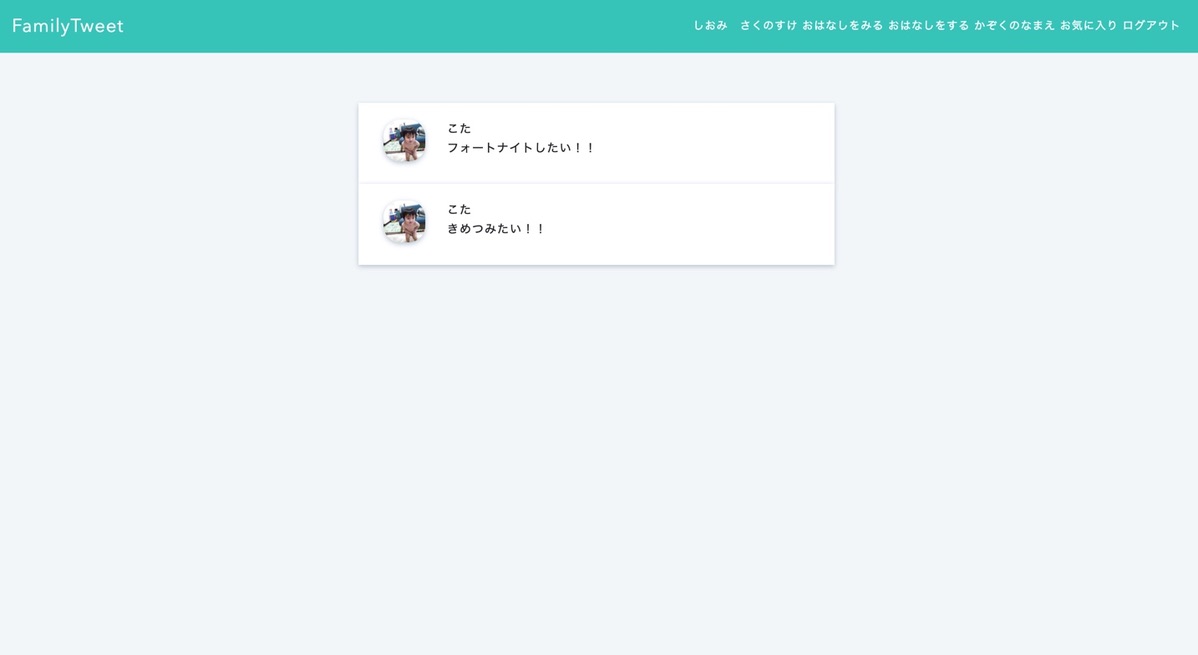 FamilyTweet
しおみ　さくのすけ おはなしをみる おはなしをする かぞくのなまえ お気に入り ログアウト
こた
フォートナイトしたい！！
こた
きめつみたい！！